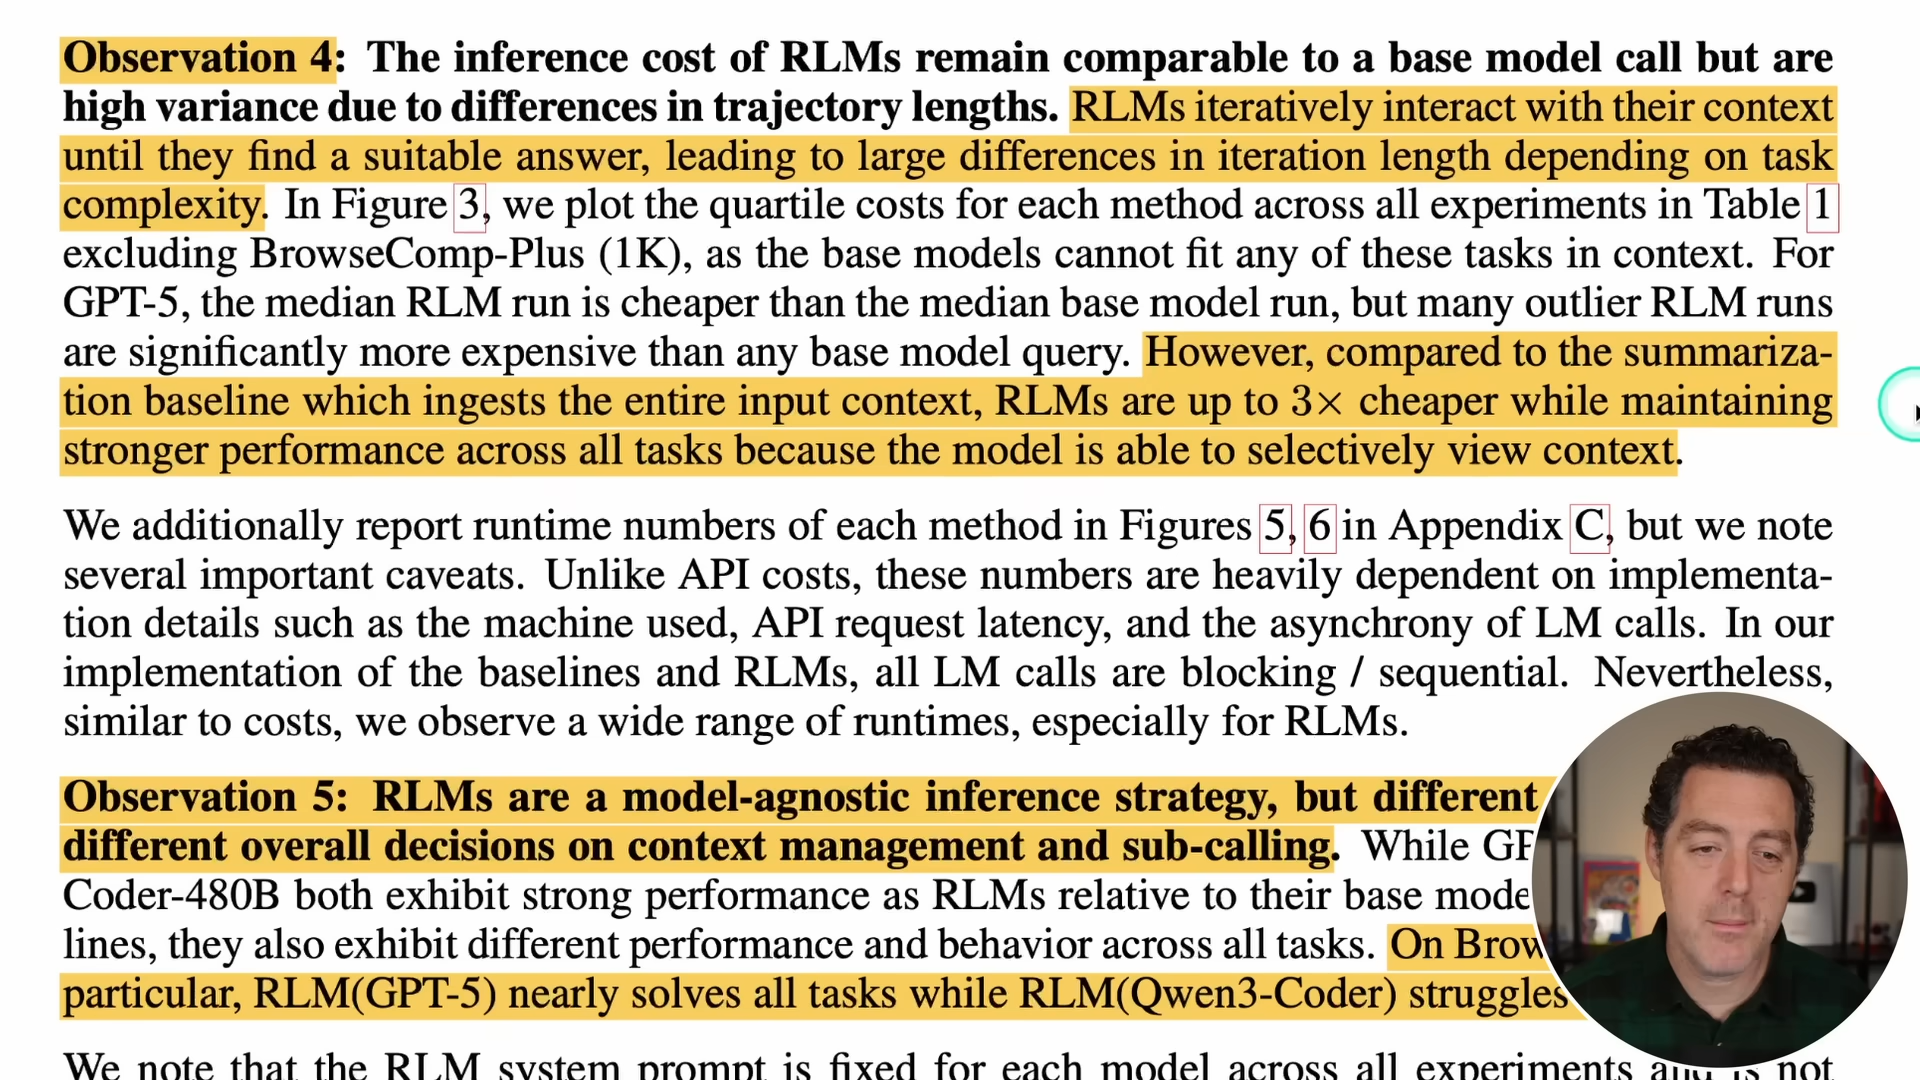 Observation 4: The inference cost of RLMs remain comparable to a base model call but are
high variance due to differences in trajectory lengths. RLMs iteratively interact with their context
until they find a suitable answer, leading to large differences in iteration length depending on task
complexity. In Figure 3, we plot the quartile costs for each method across all experiments in Table 1
excluding BrowseComp-Plus (1K), as the base models cannot fit any of these tasks in context. For
GPT-5, the median RLM run is cheaper than the median base model run, but many outlier RLM runs
are significantly more expensive than any base model query. However, compared to the summariza-
tion baseline which ingests the entire input context, RLMs are up to 3× cheaper while maintaining
stronger performance across all tasks because the model is able to selectively view context.
We additionally report runtime numbers of each method in Figures 5, 6 in Appendix C, but we note
several important caveats. Unlike API costs, these numbers are heavily dependent on implementa-
tion details such as the machine used, API request latency, and the asynchrony of LM calls. In our
implementation of the baselines and RLMs, all LM calls are blocking / sequential. Nevertheless,
similar to costs, we observe a wide range of runtimes, especially for RLMs.
Observation 5: RLMs are a model-agnostic inference strategy, but different
different overall decisions on context management and sub-calling. While
Coder-480B both exhibit strong performance as RLMs relative to their base
lines, they also exhibit different performance and behavior across all tasks. On
particular, RLM(GPT-5) nearly solves all tasks while RLM(Qwen3-Coder) struggles
We note that the RLM system prompt is fixed for each model across all experiments and is not